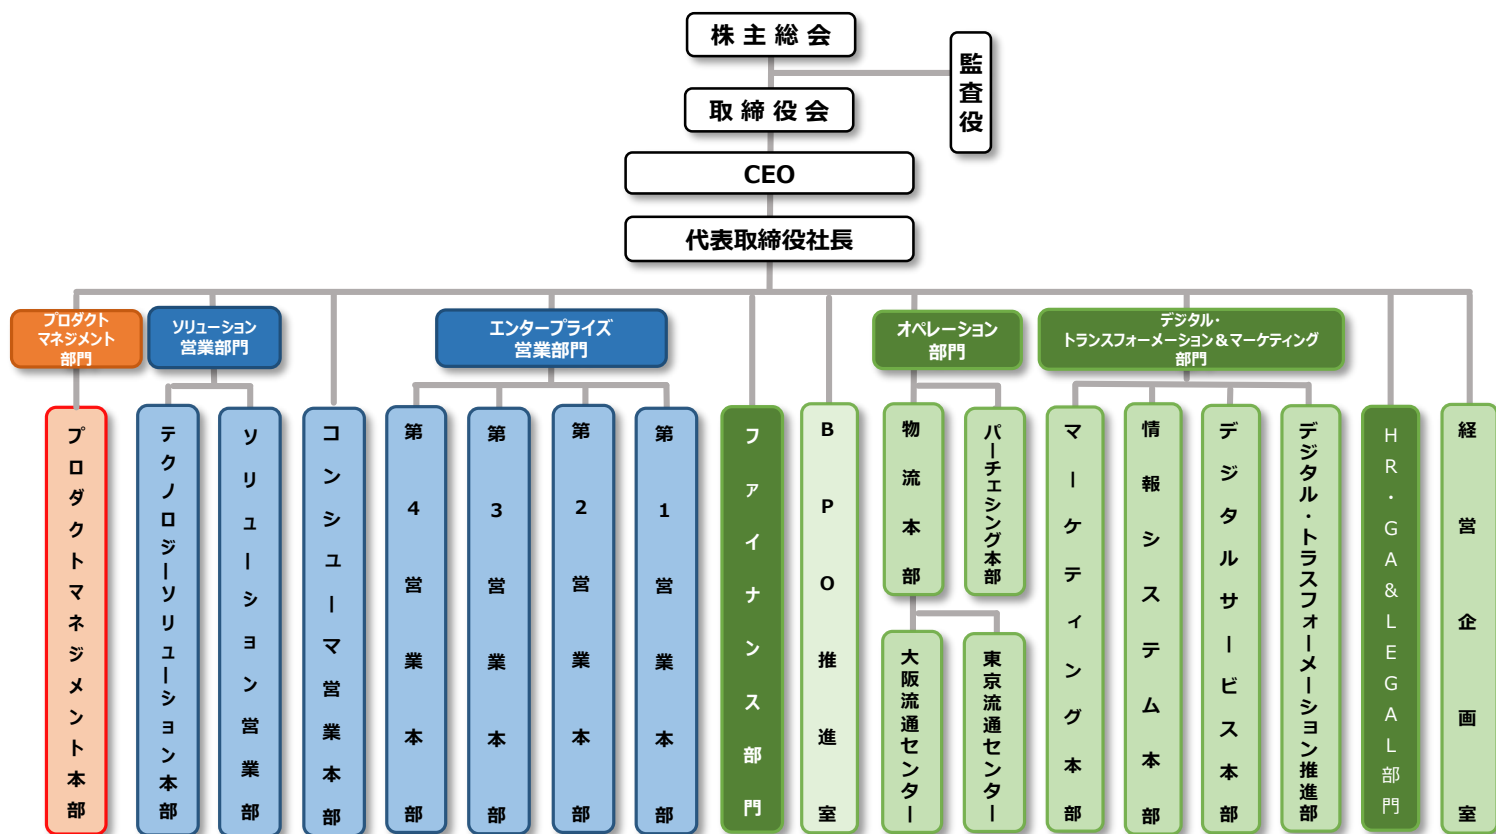 株主総会
監査役
取締役会
CEO
代表取締役社長
プロダクト
マネジメント
部門
ソリューション
営業部門
エンタープライズ
営業部門
オペレーション
部門
デジタル・
トランスフォーメーション&マーケティング
部門
プロダクトマネジメント本部
テクノロジーソリューション本部
ソリューション営業部
コンシューマ営業本部
第4営業本部
第3営業本部
第2営業本部
第1営業本部
ファイナンス部門
BPO推進室
物流本部
パーチェシング本部
大阪流通センター
東京流通センター
マーケティング本部
情報システム本部
デジタルサービス本部
デジタル・トラスフォーメーション推進部
HR・GA&LEGAL部門
経営企画室